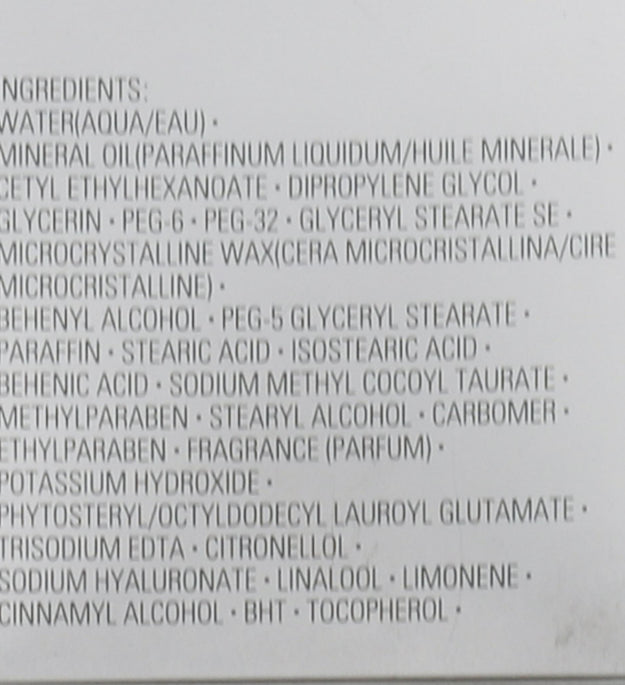 INGREDIENTS:
WATER(AQUA/EAU)・
MINERAL OIL(PARAFFINUM LIQUIDUM/HUILE MINERALE)・
CETYL ETHYLHEXANOATE・DIPROPYLENE GLYCOL・
GLYCERIN・PEG-6・PEG-32・GLYCERYL STEARATE SE・
MICROCRYSTALLINE WAX(CERA MICROCRISTALLINA/CIRE
MICROCRISTALLINE)・
BEHENYL ALCOHOL・PEG-5 GLYCERYL STEARATE・
PARAFFIN・STEARIC ACID・ISOSTEARIC ACID・
BEHENIC ACID・SODIUM METHYL COCOYL TAURATE・
METHYLPARABEN・STEARYL ALCOHOL・CARBOMER・
ETHYLPARABEN・FRAGRANCE (PARFUM)・
POTASSIUM HYDROXIDE・
PHYTOSTERYL/OCTYLDODECYL LAUROYL GLUTAMATE・
TRISODIUM EDTA・CITRONELLOL・
SODIUM HYALURONATE・LINALOOL・LIMONENE・
CINNAMYL ALCOHOL・BHT・TOCOPHEROL・